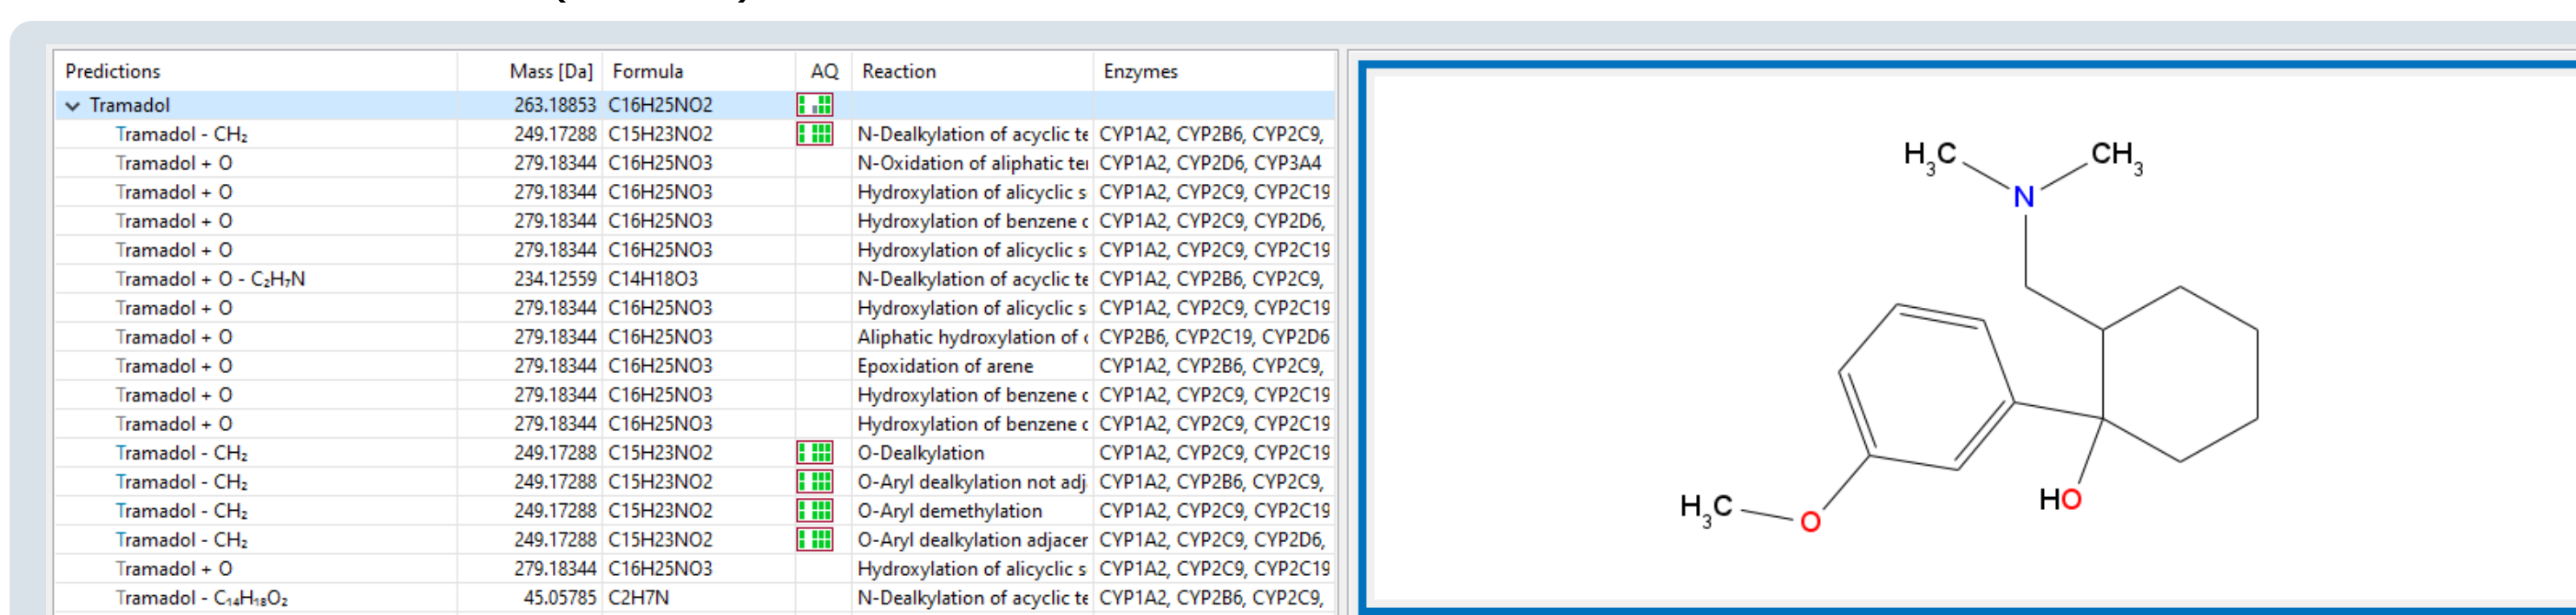 Predictions Mass [Da] Formula AQ Reaction Enzymes
Tramadol 263.18853 C16H25NO2
Tramadol - CH₂ 249.17288 C15H23NO2 N-Dealkylation of acyclic te CYP1A2, CYP2B6, CYP2C9,
Tramadol + O 279.18344 C16H25NO3 N-Oxidation of aliphatic ter CYP1A2, CYP2D6, CYP3A4
Tramadol + O 279.18344 C16H25NO3 Hydroxylation of alicyclic s CYP1A2, CYP2C9, CYP2C19
Tramadol + O 279.18344 C16H25NO3 Hydroxylation of benzene c CYP1A2, CYP2C9, CYP2D6,
Tramadol + O 279.18344 C16H25NO3 Hydroxylation of alicyclic s CYP1A2, CYP2C9, CYP2C19
Tramadol + O - C₂H₇N 234.12559 C14H18O3 N-Dealkylation of acyclic te CYP1A2, CYP2B6, CYP2C9,
Tramadol + O 279.18344 C16H25NO3 Hydroxylation of alicyclic s CYP1A2, CYP2C9, CYP2C19
Tramadol + O 279.18344 C16H25NO3 Aliphatic hydroxylation of c CYP2B6, CYP2C19, CYP2D6
Tramadol + O 279.18344 C16H25NO3 Epoxidation of arene CYP1A2, CYP2B6, CYP2C9,
Tramadol + O 279.18344 C16H25NO3 Hydroxylation of benzene c CYP1A2, CYP2C9, CYP2C19
Tramadol + O 279.18344 C16H25NO3 Hydroxylation of benzene c CYP1A2, CYP2C9, CYP2C19
Tramadol - CH₂ 249.17288 C15H23NO2 O-Dealkylation CYP1A2, CYP2C9, CYP2C19
Tramadol - CH₂ 249.17288 C15H23NO2 O-Aryl dealkylation not adj CYP1A2, CYP2B6, CYP2C9,
Tramadol - CH₂ 249.17288 C15H23NO2 O-Aryl demethylation CYP1A2, CYP2C9, CYP2C19
Tramadol - CH₂ 249.17288 C15H23NO2 O-Aryl dealkylation adjacer CYP1A2, CYP2C9, CYP2D6,
Tramadol + O 279.18344 C16H25NO3 Hydroxylation of alicyclic s CYP1A2, CYP2C9, CYP2C19
Tramadol - C₁₄H₁₈O₂ 45.05785 C2H7N N-Dealkylation of acyclic te CYP1A2, CYP2B6, CYP2C9,
H₃C CH₃
N
H₃C O HO